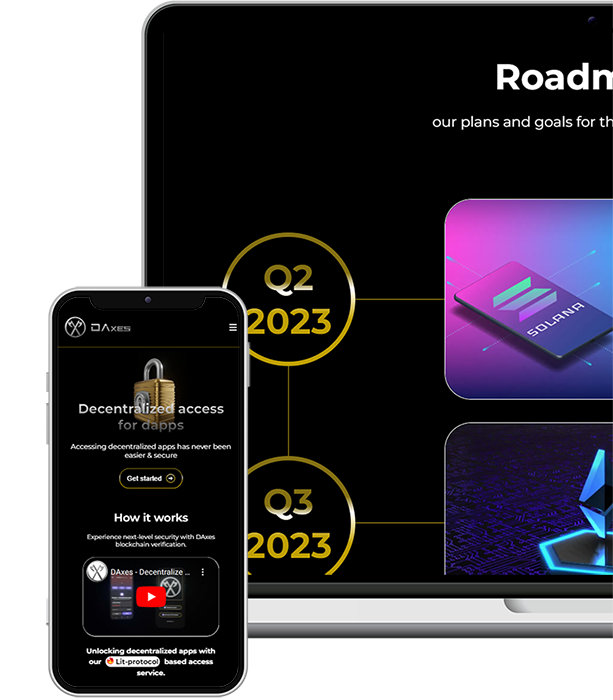 Roadm
our plans and goals for th
Q2
2023
SOLANA
Q3
2023
DAXES
Decentralized access
for dapps
Accessing decentralized apps has never been
easier & secure
Get started
How it works
Experience next-level security with DAxes
blockchain verification.
DAxes - Decentralize ...
Unlocking decentralized apps with
our Lit-protocol based access
service.